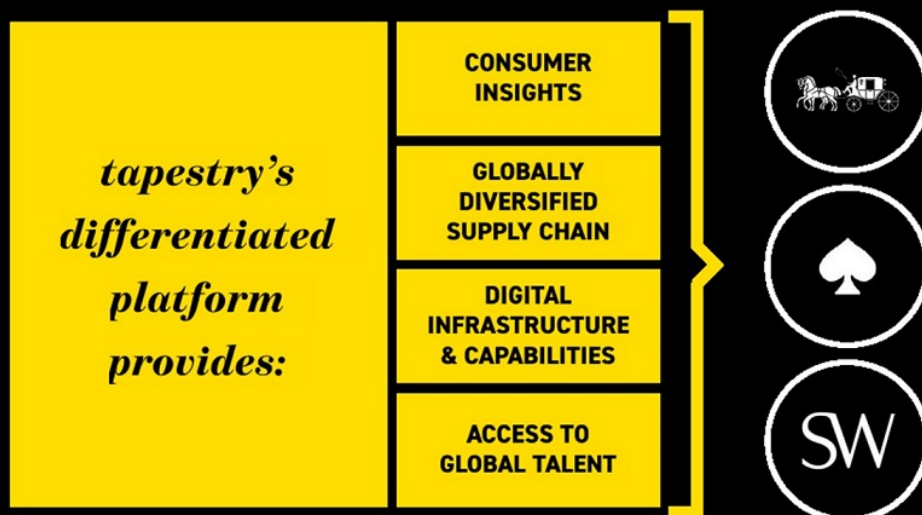 tapestry’s
differentiated
platform
provides:
CONSUMER
INSIGHTS
GLOBALLY
DIVERSIFIED
SUPPLY CHAIN
DIGITAL
INFRASTRUCTURE
& CAPABILITIES
ACCESS TO
GLOBAL TALENT
SW